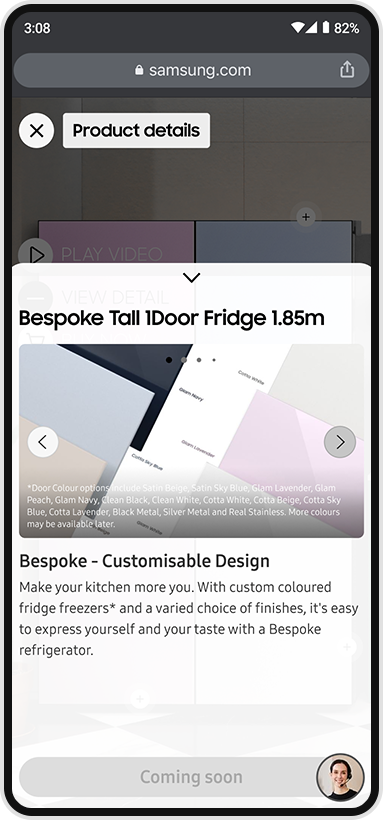 3:08
82%
samsung.com
Product details
PLAY VIDEO
VIEW DETAIL
Bespoke Tall 1Door Fridge 1.85m
Cotta White
Glam Navy
Glam Lavender
Cotta Sky Blue
Glam White
*Door Colour options include Satin Beige, Satin Sky Blue, Glam Lavender, Glam
Peach, Glam Navy, Clean Black, Clean White, Cotta White, Cotta Beige, Cotta Sky
Blue, Cotta Lavender, Black Metal, Silver Metal and Real Stainless. More colours
may be available later.
Bespoke - Customisable Design
Make your kitchen more you. With custom coloured
fridge freezers* and a varied choice of finishes, it's easy
to express yourself and your taste with a Bespoke
refrigerator.
Coming soon